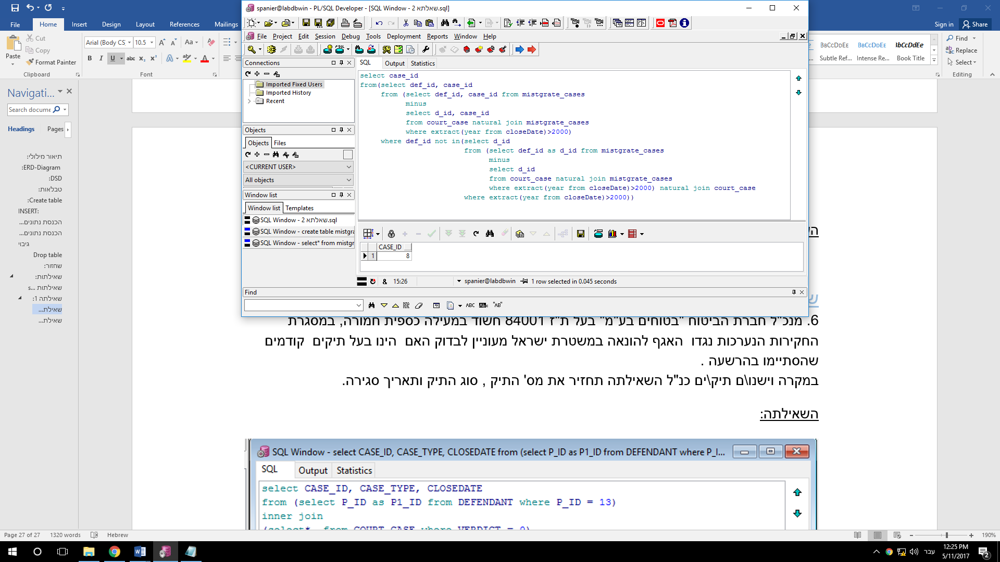 spanier@labdbwin - PL/SQL Developer - [SQL Window - שאלתא 2.sql]
File Home Insert Design Layout References Mailings
Sign in Share
File Project Edit Session Debug Tools Deployment Reports Window Help
Paste
Cut
Copy
Format Painter
Clipboard
Arial (Body CS) 10.5
Font
Subtle Ref... Intense Re... Book Title
Find
Replace
Select
Editing
Connections
Imported Fixed Users
Imported History
Recent
Objects
Objects Files
<CURRENT USER>
All objects
Window list
Window list Templates
SQL Window - שאלתא 2.sql
SQL Window - create table mistgra
SQL Window - select* from mistgr
SQL Output Statistics
select case_id
from(select def_id, case_id
from (select def_id, case_id from mistgrate_cases
minus
select d_id, case_id
from court_case natural join mistgrate_cases
where extract(year from closeDate)>2000)
where def_id not in(select d_id
from (select def_id as d_id from mistgrate_cases
minus
select d_id
from court_case natural join mistgrate_cases
where extract(year from closeDate)>2000) natural join court_case
where extract(year from closeDate)>2000))
CASE_ID
1 8
& 15:26 spanier@labdbwin 1 row selected in 0.045 seconds
Find
ABC "AB"
Navigati...
Search docume
Headings Pages
תיאור מילולי:
ERD-Diagram:
DSD:
טבלאות:
Create table:
INSERT:
הכנסת נתונים...
הכנסת נתונים...
גיבוי
Drop table
שחזור:
שאילתות:
שאילתות s...
שאילתה 1:
שאילת...
שאילת...
6. מנכ"ל חברת הביטוח "בטוחים בע"מ" בעל ת"ז 84001 חשוד במעילה כספית חמורה, במסגרת
החקירות הנערכות נגדו האגף להונאה במשטרת ישראל מעוניין לבדוק האם הינו בעל תיקים קודמים
שהסתיימו בהרשעה .
במקרה וישנו\ם תיק\ים כנ"ל השאילתה תחזיר את מס' התיק , סוג התיק ותאריך סגירה.
השאילתה:
SQL Window - select CASE_ID, CASE_TYPE, CLOSEDATE from (select P_ID as P1_ID from DEFENDANT where P_I...
SQL Output Statistics
select CASE_ID, CASE_TYPE, CLOSEDATE
from (select P_ID as P1_ID from DEFENDANT where P_ID = 13)
inner join
(select* from COURT_CASE where VERDICT = 0)
Page 27 of 27 1320 words Hebrew
190%
עבר
12:25 PM
5/11/2017
2